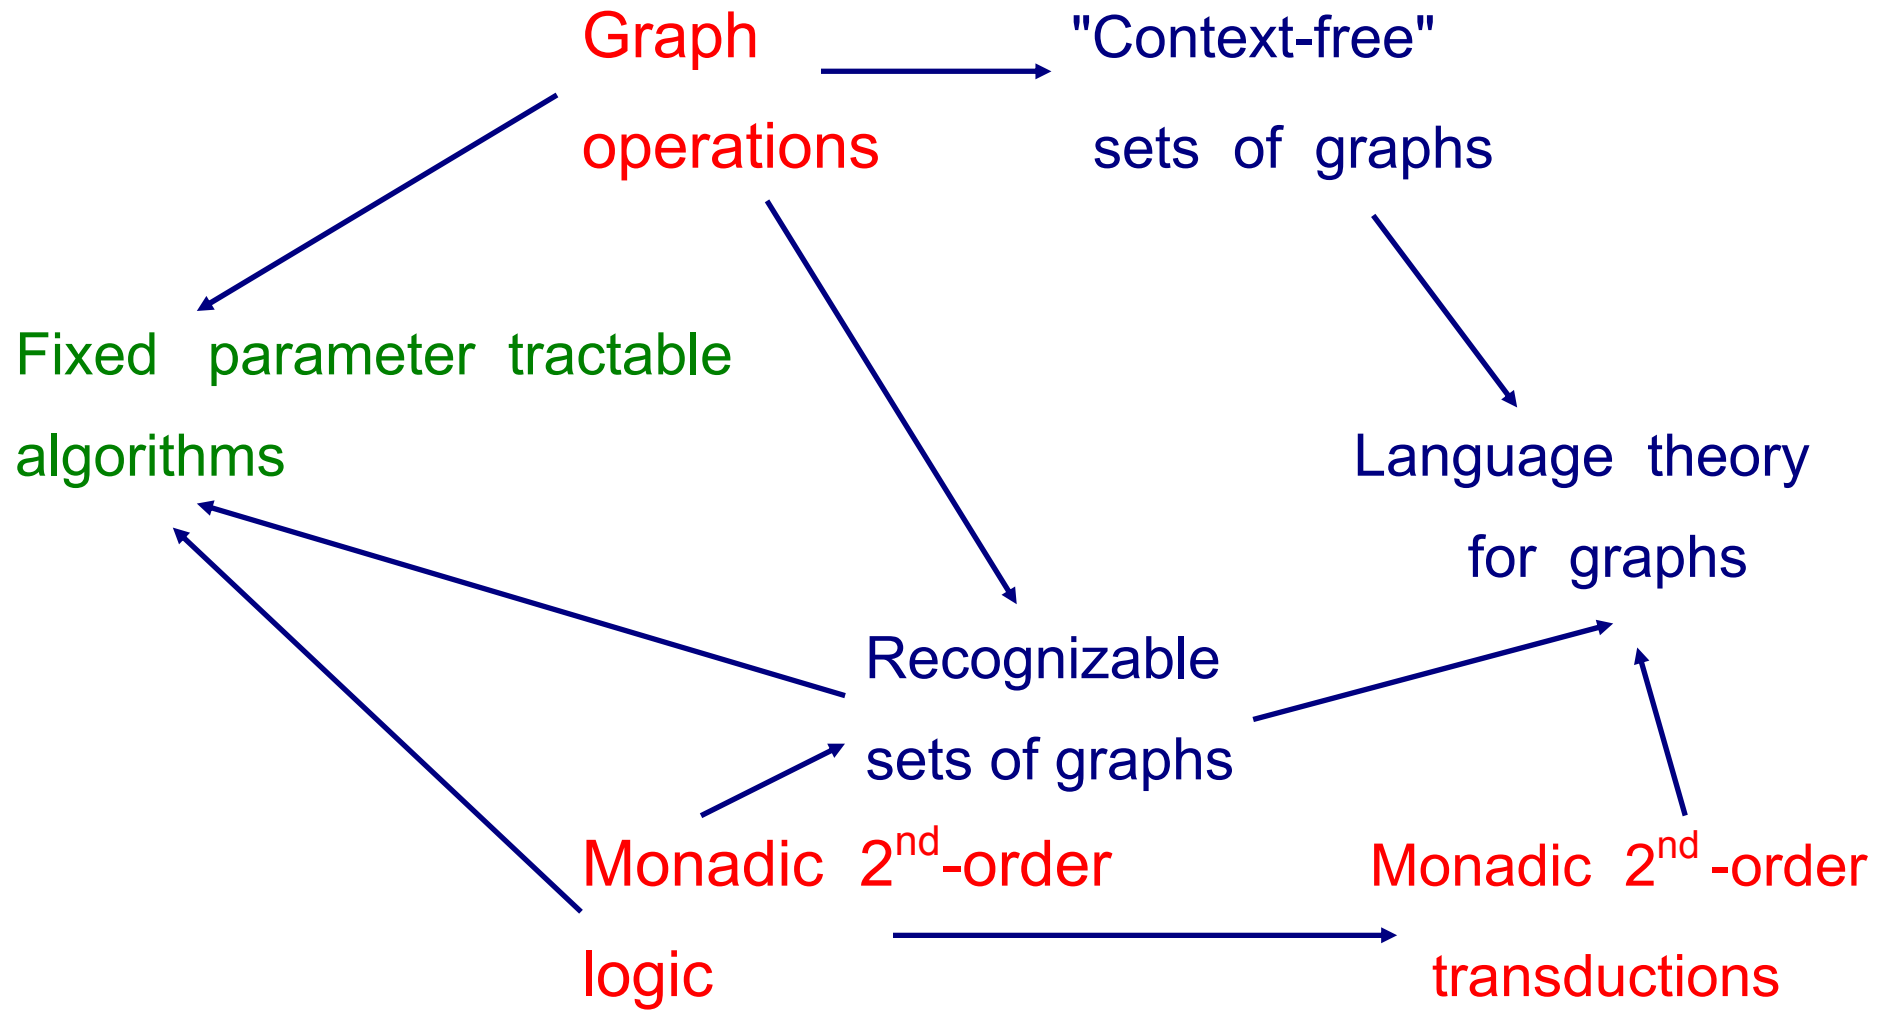 Graph
operations
"Context-free"
sets of graphs
Fixed parameter tractable
algorithms
Language theory
for graphs
Recognizable
sets of graphs
Monadic 2nd-order
logic
Monadic 2nd -order
transductions